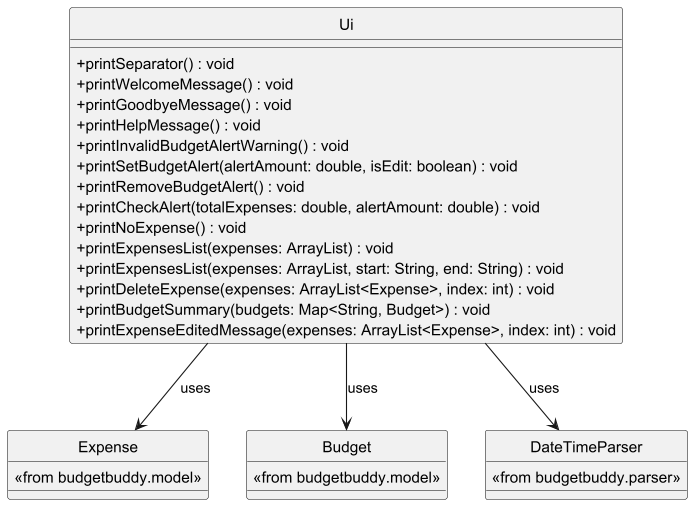 Ui
+printSeparator() : void
+printWelcomeMessage() : void
+printGoodbyeMessage() : void
+printHelpMessage() : void
+printInvalidBudgetAlertWarning() : void
+printSetBudgetAlert(alertAmount: double, isEdit: boolean) : void
+printRemoveBudgetAlert() : void
+printCheckAlert(totalExpenses: double, alertAmount: double) : void
+printNoExpense() : void
+printExpensesList(expenses: ArrayList) : void
+printExpensesList(expenses: ArrayList, start: String, end: String) : void
+printDeleteExpense(expenses: ArrayList<Expense>, index: int) : void
+printBudgetSummary(budgets: Map<String, Budget>) : void
+printExpenseEditedMessage(expenses: ArrayList<Expense>, index: int) : void
uses
uses
uses
Expense
«from budgetbuddy.model»
Budget
«from budgetbuddy.model»
DateTimeParser
«from budgetbuddy.parser»